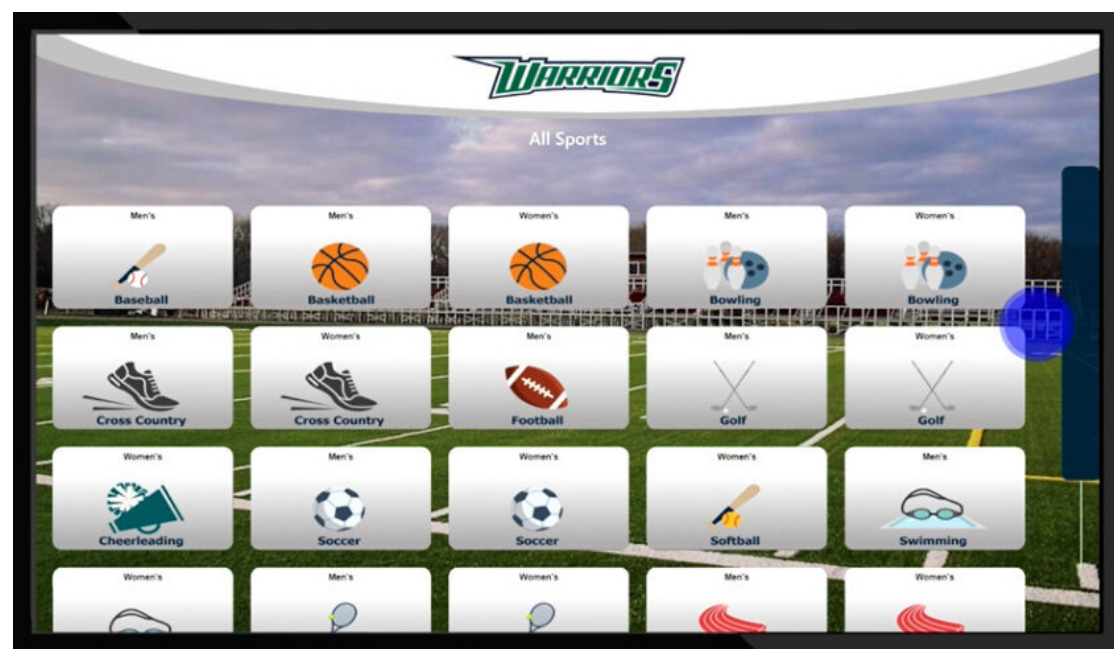 WARRIORS
All Sports
Men's Men's Women's Men's Women's
Baseball Basketball Basketball Bowling Bowling
Men's Women's Men's Men's Women's
Cross Country Cross Country Football Golf Golf
Women's Men's Women's Women's Men's
Cheerleading Soccer Soccer Softball Swimming
Women's Men's Women's Men's Women's